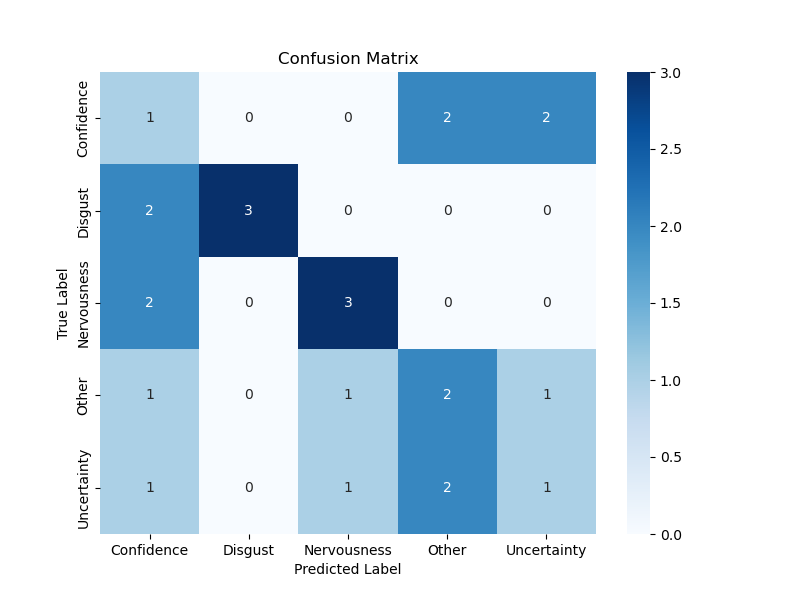 Confusion Matrix
True Label
Confidence
1 0 0 2 2
Disgust
2 3 0 0 0
Nervousness
2 0 3 0 0
Other
1 0 1 2 1
Uncertainty
1 0 1 2 1
Confidence Disgust Nervousness Other Uncertainty
Predicted Label
3.0
2.5
2.0
1.5
1.0
0.5
0.0